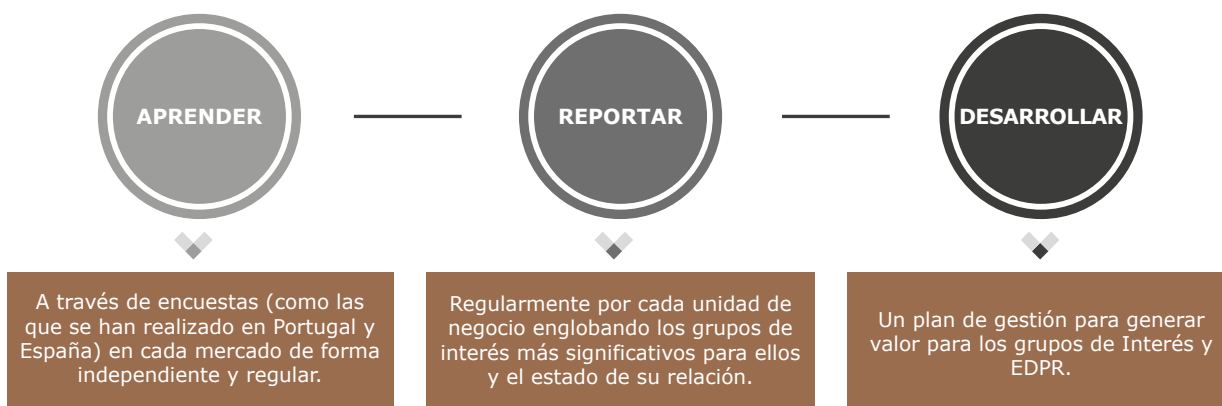 APRENDER
REPORTAR
DESARROLLAR
A través de encuestas (como las
que se han realizado en Portugal y
España) en cada mercado de forma
independiente y regular.
Regularmente por cada unidad de
negocio englobando los grupos de
interés más significativos para ellos
y el estado de su relación.
Un plan de gestión para generar
valor para los grupos de Interés y
EDPR.